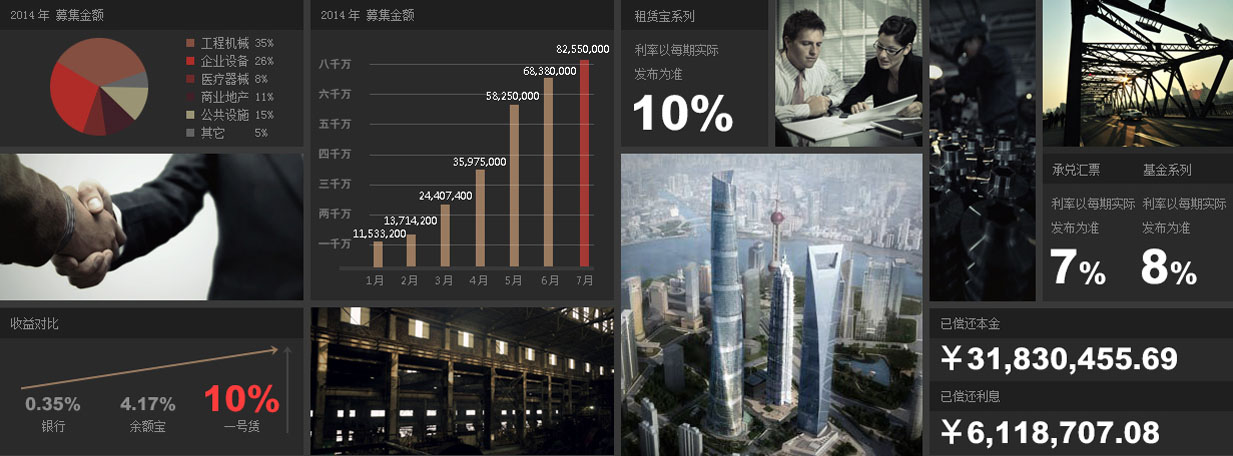 2014 年 募集金额
工程机械 35%
企业设备 26%
医疗器械 8%
商业地产 11%
公共设施 15%
其它 5%
收益对比
0.35%
银行
4.17%
余额宝
10%
一号赁
2014 年 募集金额
八千万
六千万
五千万
四千万
三千万
两千万
一千万
11,533,200
13,714,200
24,407,400
35,975,000
58,250,000
68,380,000
82,550,000
1月 2月 3月 4月 5月 6月 7月
租赁宝系列
利率以每期实际
发布为准
10%
承兑汇票
利率以每期实际
发布为准
7%
基金系列
利率以每期实际
发布为准
8%
已偿还本金
￥31,830,455.69
已偿还利息
￥6,118,707.08